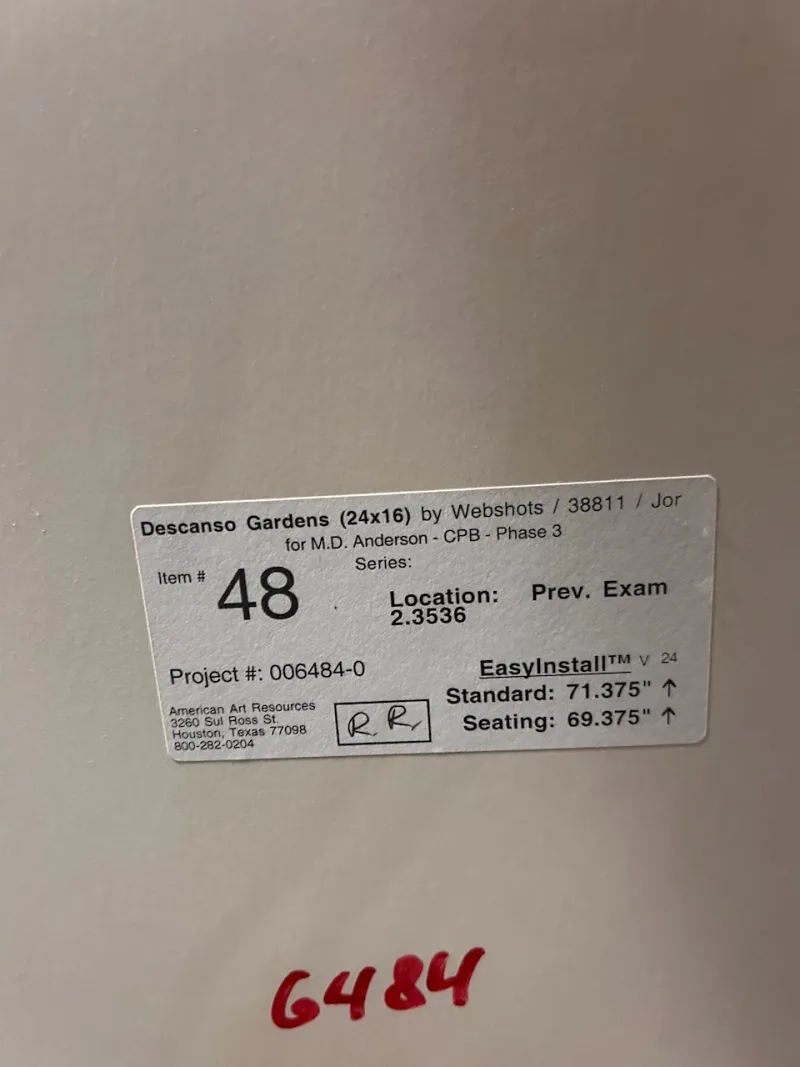 Descanso Gardens (24x16) by Webshots / 38811 / Jor
for M.D. Anderson - CPB - Phase 3
Series:
Item # 48
Location: Prev. Exam
2.3536
Project #: 006484-0
EasyInstall™ V 24
Standard: 71.375" ↑
Seating: 69.375" ↑
American Art Resources
3260 Sul Ross St.
Houston, Texas 77098
800-282-0204
R. R.
6484